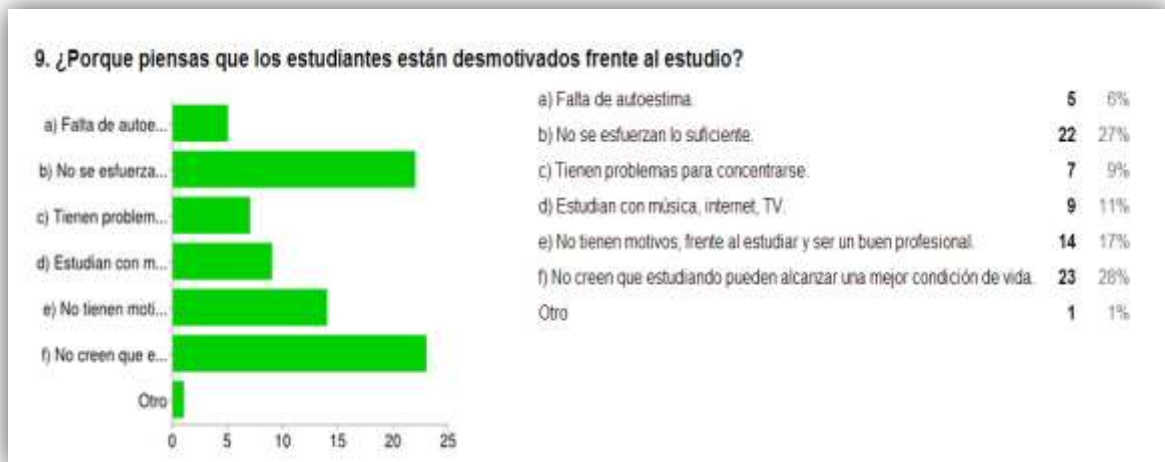 9. ¿Porque piensas que los estudiantes están desmotivados frente al estudio?
a) Falta de autoe...
b) No se esfuerza...
c) Tienen problem...
d) Estudian con m...
e) No tienen moti...
f) No creen que e...
Otro
0 5 10 15 20 25
a) Falta de autoestima. 5 6%
b) No se esfuerzan lo suficiente. 22 27%
c) Tienen problemas para concentrarse. 7 9%
d) Estudian con música, internet, TV. 9 11%
e) No tienen motivos, frente al estudiar y ser un buen profesional. 14 17%
f) No creen que estudiando pueden alcanzar una mejor condición de vida. 23 28%
Otro 1 1%